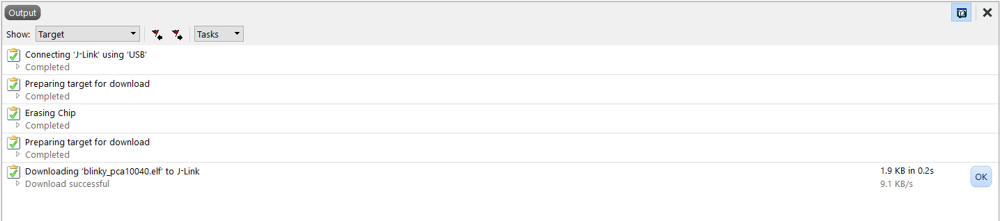 Output
Show: Target Tasks
Connecting ‘J-Link’ using ‘USB’
Completed
Preparing target for download
Completed
Erasing Chip
Completed
Preparing target for download
Completed
Downloading ‘blinky_pca10040.elf’ to J-Link 1.9 KB in 0.2s
Download successful 9.1 KB/s
OK